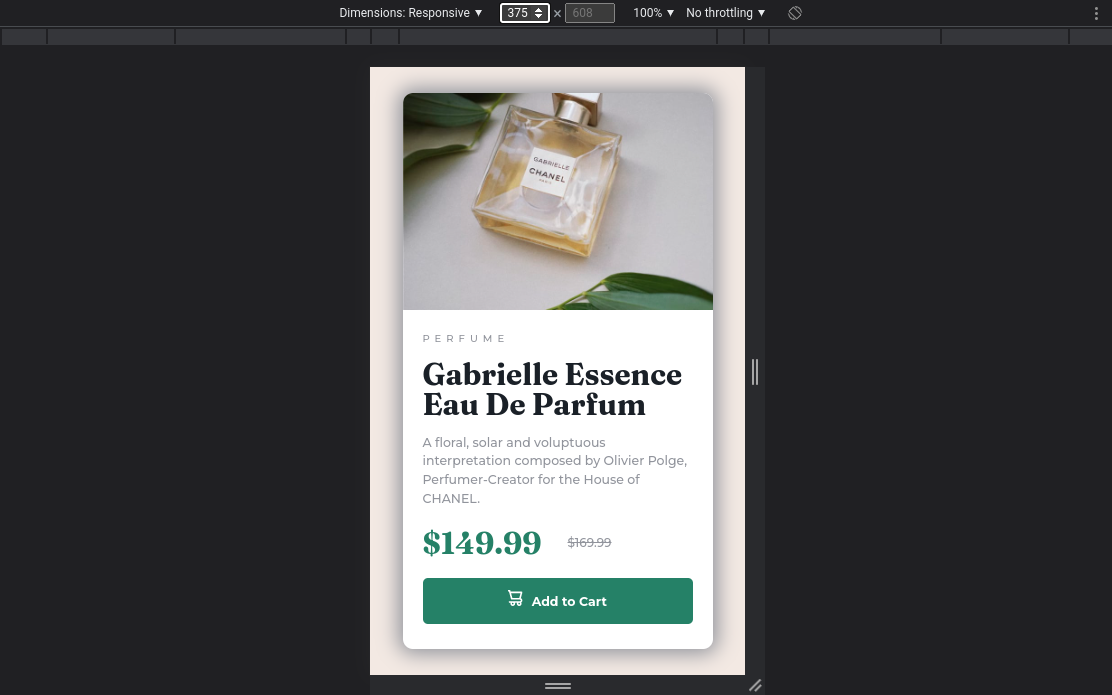 Dimensions: Responsive ▼ 375 × 608 100% ▼ No throttling ▼
GABRIELLE
CHANEL
PARIS
PERFUME
Gabrielle Essence
Eau De Parfum
A floral, solar and voluptuous
interpretation composed by Olivier Polge,
Perfumer-Creator for the House of
CHANEL.
$149.99 $169.99
Add to Cart